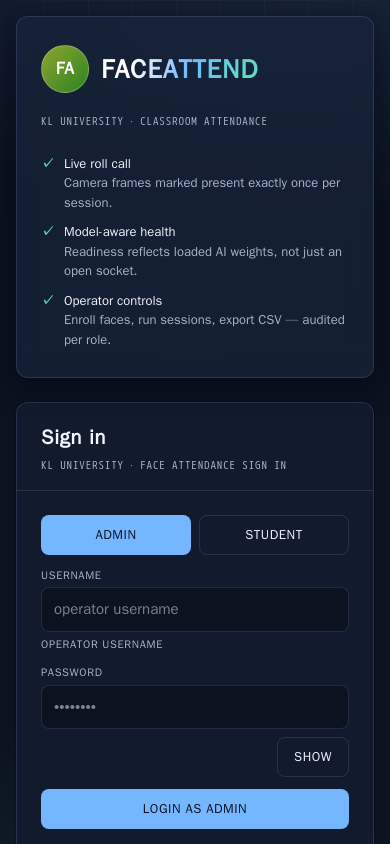 FA
FACEATTEND
KL UNIVERSITY · CLASSROOM ATTENDANCE
✓ Live roll call
Camera frames marked present exactly once per
session.
✓ Model-aware health
Readiness reflects loaded AI weights, not just an
open socket.
✓ Operator controls
Enroll faces, run sessions, export CSV — audited
per role.
Sign in
KL UNIVERSITY · FACE ATTENDANCE SIGN IN
ADMIN
STUDENT
USERNAME
operator username
OPERATOR USERNAME
PASSWORD
••••••••
SHOW
LOGIN AS ADMIN